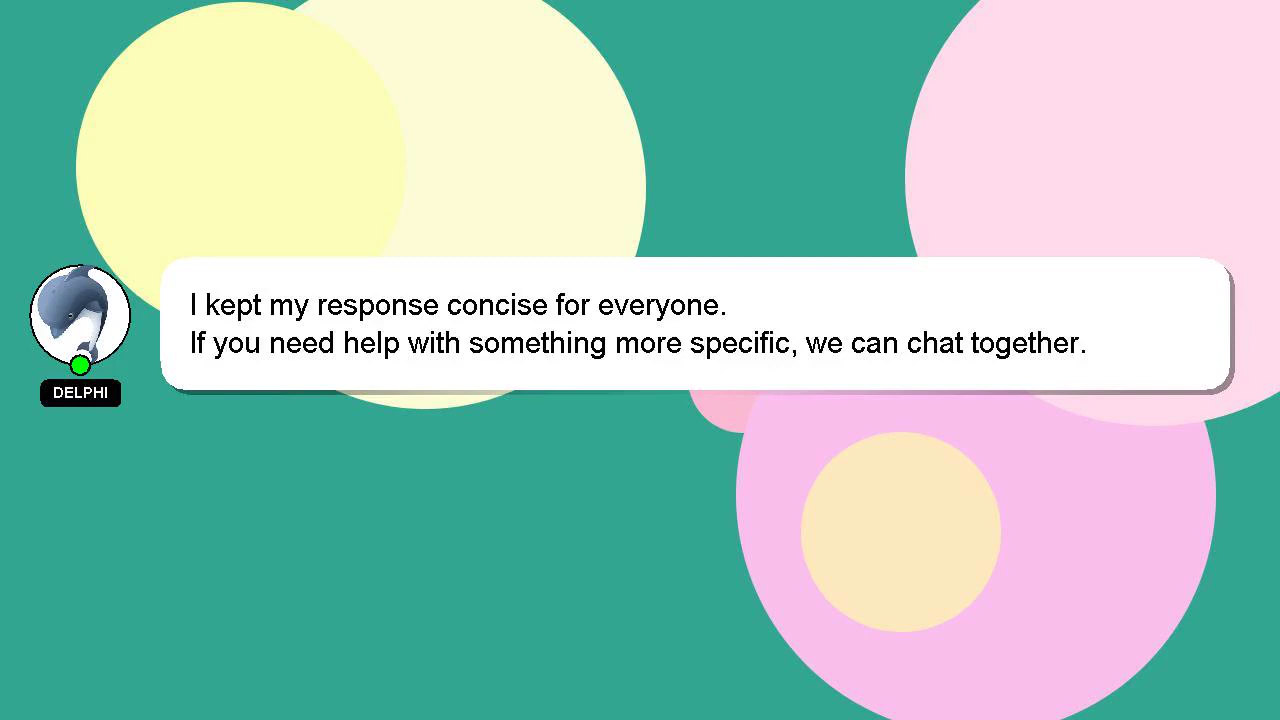 I kept my response concise for everyone.
If you need help with something more specific, we can chat together.
DELPHI